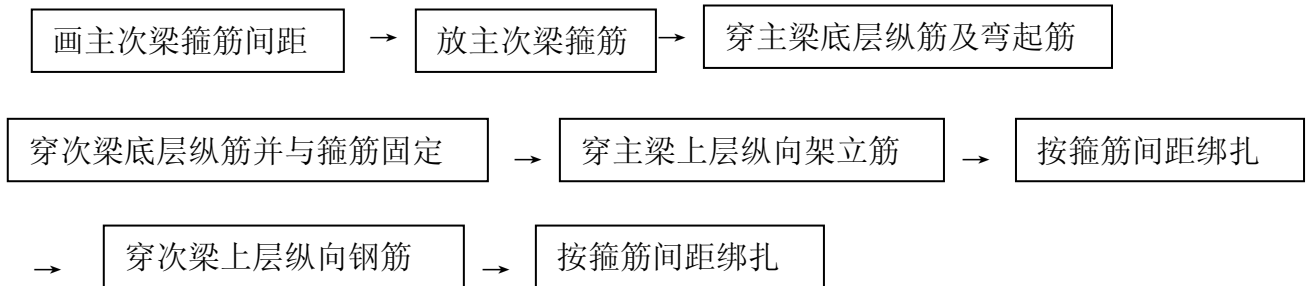 画主次梁箍筋间距 → 放主次梁箍筋 → 穿主梁底层纵筋及弯起筋
穿次梁底层纵筋并与箍筋固定 → 穿主梁上层纵向架立筋 → 按箍筋间距绑扎
→ 穿次梁上层纵向钢筋 → 按箍筋间距绑扎